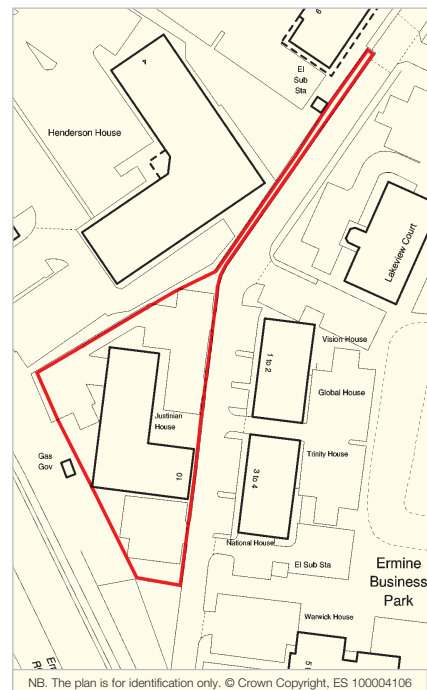 6
El
Sub
Sta
4
Henderson House
Lakeview Court
Vision House
1 to 2
Global House
Justinian
House
Trinity House
Gas
Gov
10
3 to 4
National House
El Sub Sta
Ermine
Business
Park
Warwick House
NB. The plan is for identification only. © Crown Copyright, ES 100004106